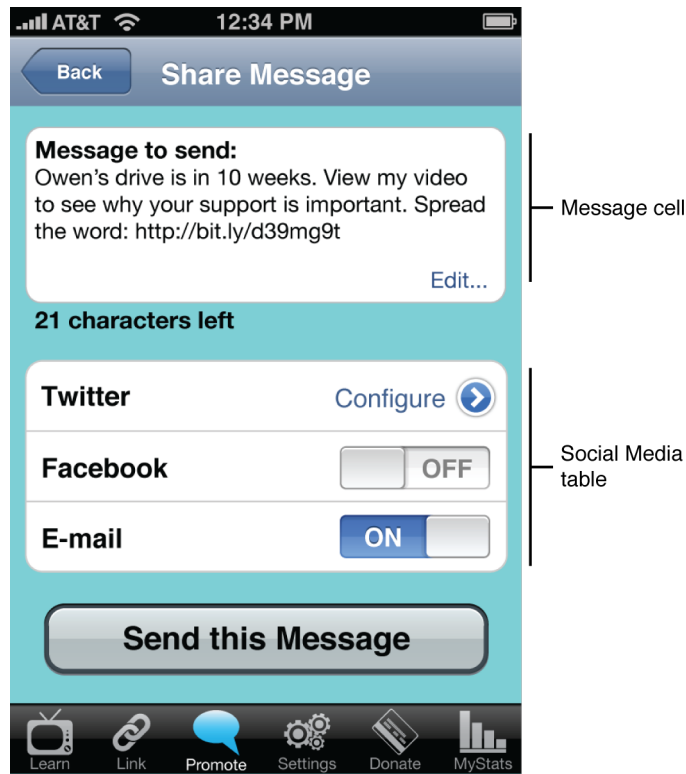 AT&T 12:34 PM
Back Share Message
Message to send:
Owen's drive is in 10 weeks. View my video
to see why your support is important. Spread
the word: http://bit.ly/d39mg9t
Edit...
Message cell
21 characters left
Twitter Configure
Facebook OFF
E-mail ON
Social Media
table
Send this Message
Learn Link Promote Settings Donate MyStats